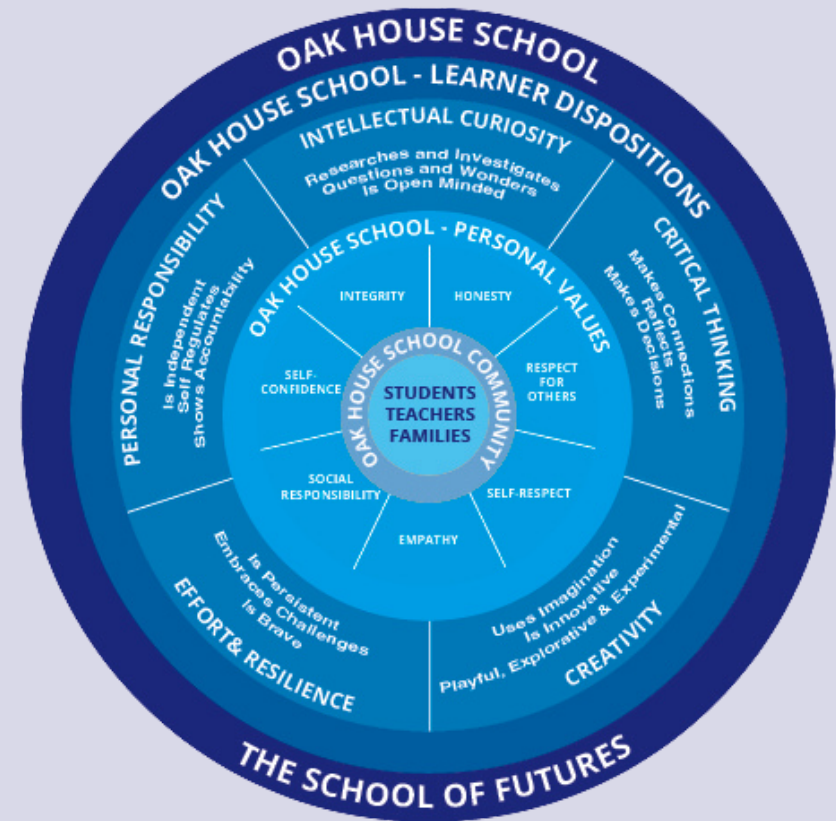 OAK HOUSE SCHOOL
OAK HOUSE SCHOOL - LEARNER DISPOSITIONS
INTELLECTUAL CURIOSITY
Researches and Investigates
Questions and Wonders
Is Open Minded
CRITICAL THINKING
Makes Connections
Reflects
Makes Decisions
CREATIVITY
Uses Imagination
Is Innovative
Playful, Explorative & Experimental
EFFORT& RESILIENCE
Is Persistent
Embraces Challenges
Is Brave
PERSONAL RESPONSIBILITY
Is Independent
Self Regulates
Shows Accountability
OAK HOUSE SCHOOL - PERSONAL VALUES
INTEGRITY
HONESTY
RESPECT
FOR
OTHERS
SELF-RESPECT
EMPATHY
SOCIAL
RESPONSIBILITY
SELF-
CONFIDENCE
OAK HOUSE SCHOOL COMMUNITY
STUDENTS
TEACHERS
FAMILIES
THE SCHOOL OF FUTURES